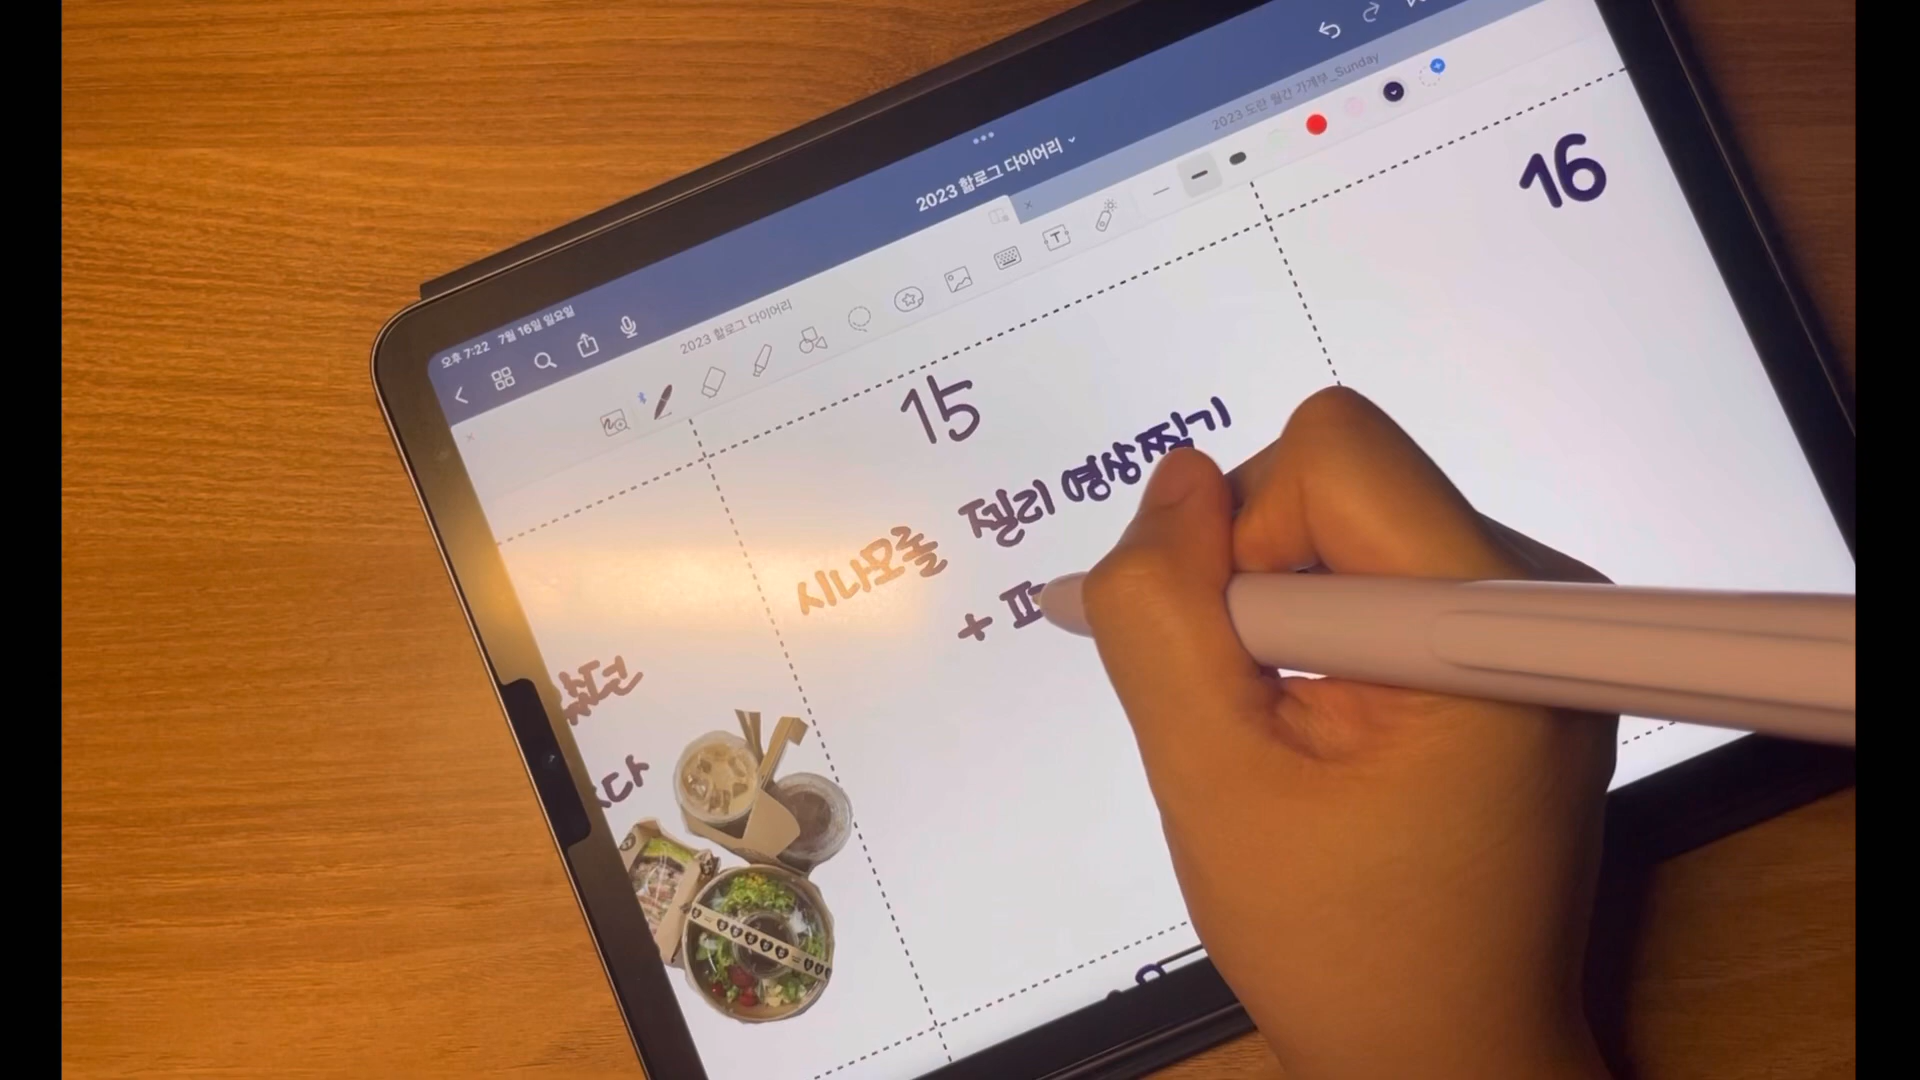 오후 7:22 7월 16일 일요일
2023 할로그 다이어리
2023 할로그 다이어리
2023 도란 월간 가계부_Sunday
15
16
시나모롤 젤리 영상찍기
+